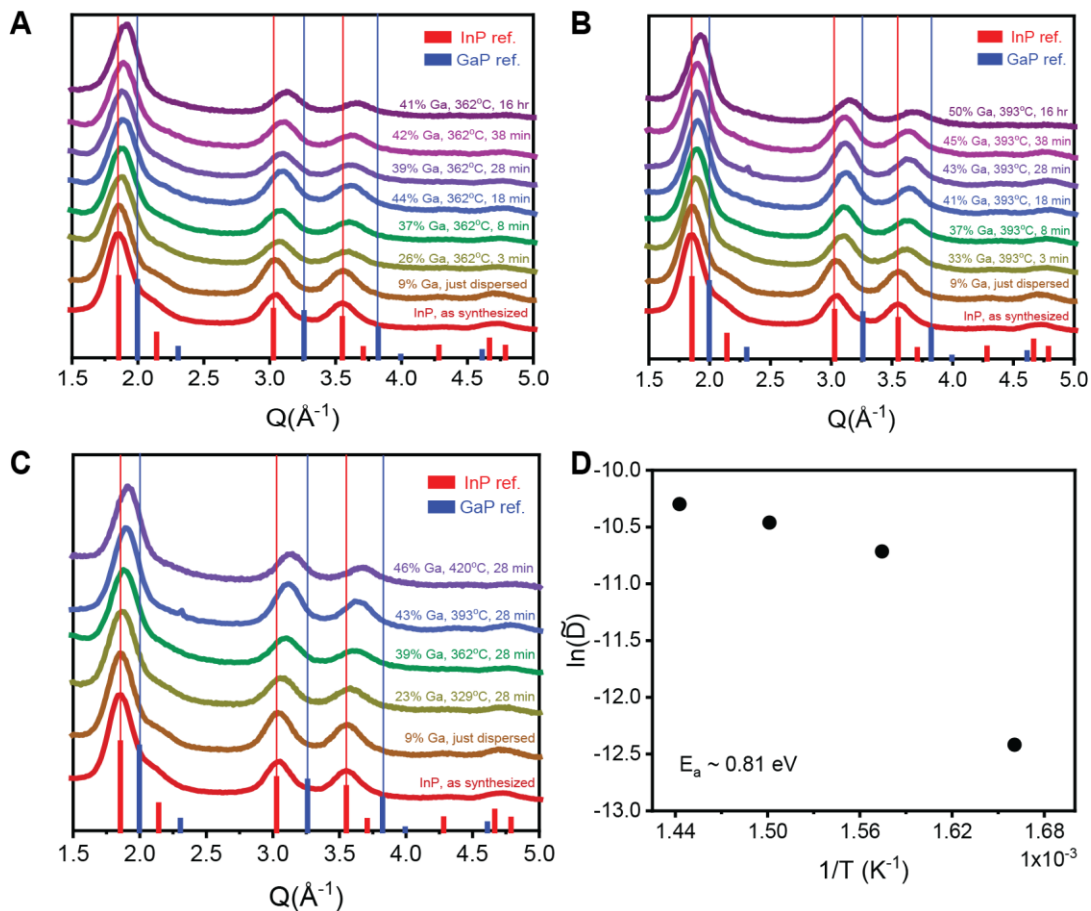 A
InP ref.
GaP ref.
41% Ga, 362°C, 16 hr
42% Ga, 362°C, 38 min
39% Ga, 362°C, 28 min
44% Ga, 362°C, 18 min
37% Ga, 362°C, 8 min
26% Ga, 362°C, 3 min
9% Ga, just dispersed
InP, as synthesized
1.5 2.0 2.5 3.0 3.5 4.0 4.5 5.0
Q(Å⁻¹)
B
InP ref.
GaP ref.
50% Ga, 393°C, 16 hr
45% Ga, 393°C, 38 min
43% Ga, 393°C, 28 min
41% Ga, 393°C, 18 min
37% Ga, 393°C, 8 min
33% Ga, 393°C, 3 min
9% Ga, just dispersed
InP, as synthesized
1.5 2.0 2.5 3.0 3.5 4.0 4.5 5.0
Q(Å⁻¹)
C
InP ref.
GaP ref.
46% Ga, 420°C, 28 min
43% Ga, 393°C, 28 min
39% Ga, 362°C, 28 min
23% Ga, 329°C, 28 min
9% Ga, just dispersed
InP, as synthesized
1.5 2.0 2.5 3.0 3.5 4.0 4.5 5.0
Q(Å⁻¹)
D
-10.0
-10.5
-11.0
-11.5
-12.0
-12.5
-13.0
ln(D̃)
Eₐ ~ 0.81 eV
1.44 1.50 1.56 1.62 1.68
1x10⁻³
1/T (K⁻¹)